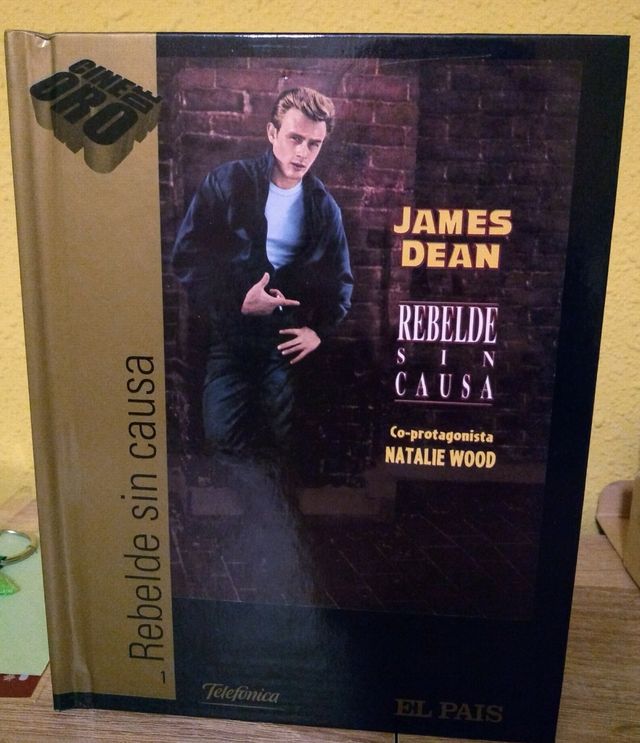 CINE DE
ORO
JAMES
DEAN
REBELDE
SIN
CAUSA
Co-protagonista
NATALIE WOOD
1 Rebelde sin causa
Telefónica
EL PAIS